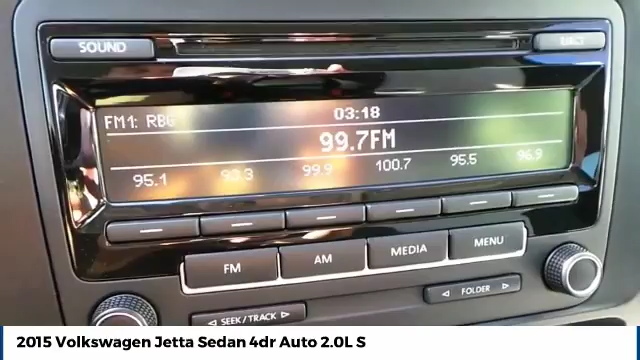 SOUND EJECT
FM1: RBG 03:18
99.7FM
95.1 93.3 99.9 100.7 95.5 96.9
FM AM MEDIA MENU
SEEK/TRACK FOLDER
2015 Volkswagen Jetta Sedan 4dr Auto 2.0L S